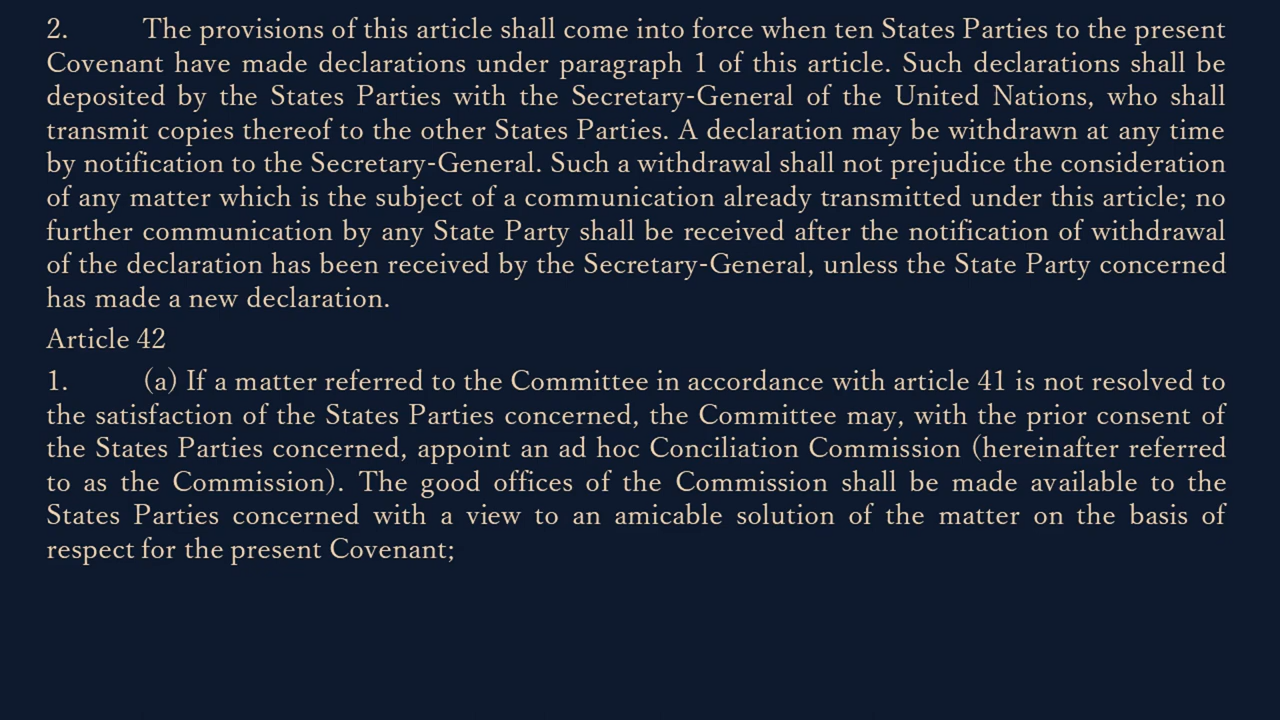 2. The provisions of this article shall come into force when ten States Parties to the present
Covenant have made declarations under paragraph 1 of this article. Such declarations shall be
deposited by the States Parties with the Secretary-General of the United Nations, who shall
transmit copies thereof to the other States Parties. A declaration may be withdrawn at any time
by notification to the Secretary-General. Such a withdrawal shall not prejudice the consideration
of any matter which is the subject of a communication already transmitted under this article; no
further communication by any State Party shall be received after the notification of withdrawal
of the declaration has been received by the Secretary-General, unless the State Party concerned
has made a new declaration.
Article 42
1. (a) If a matter referred to the Committee in accordance with article 41 is not resolved to
the satisfaction of the States Parties concerned, the Committee may, with the prior consent of
the States Parties concerned, appoint an ad hoc Conciliation Commission (hereinafter referred
to as the Commission). The good offices of the Commission shall be made available to the
States Parties concerned with a view to an amicable solution of the matter on the basis of
respect for the present Covenant;